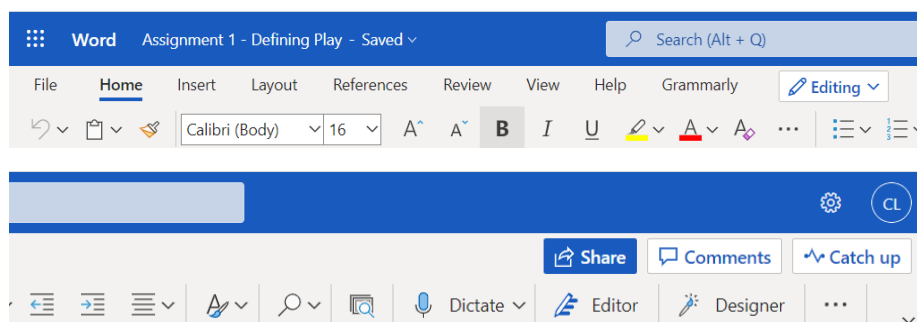 Word Assignment 1 - Defining Play - Saved Search (Alt + Q)
File Home Insert Layout References Review View Help Grammarly Editing
Calibri (Body) 16 A A B I U A A ...
CL
Share Comments Catch up
Dictate Editor Designer ...